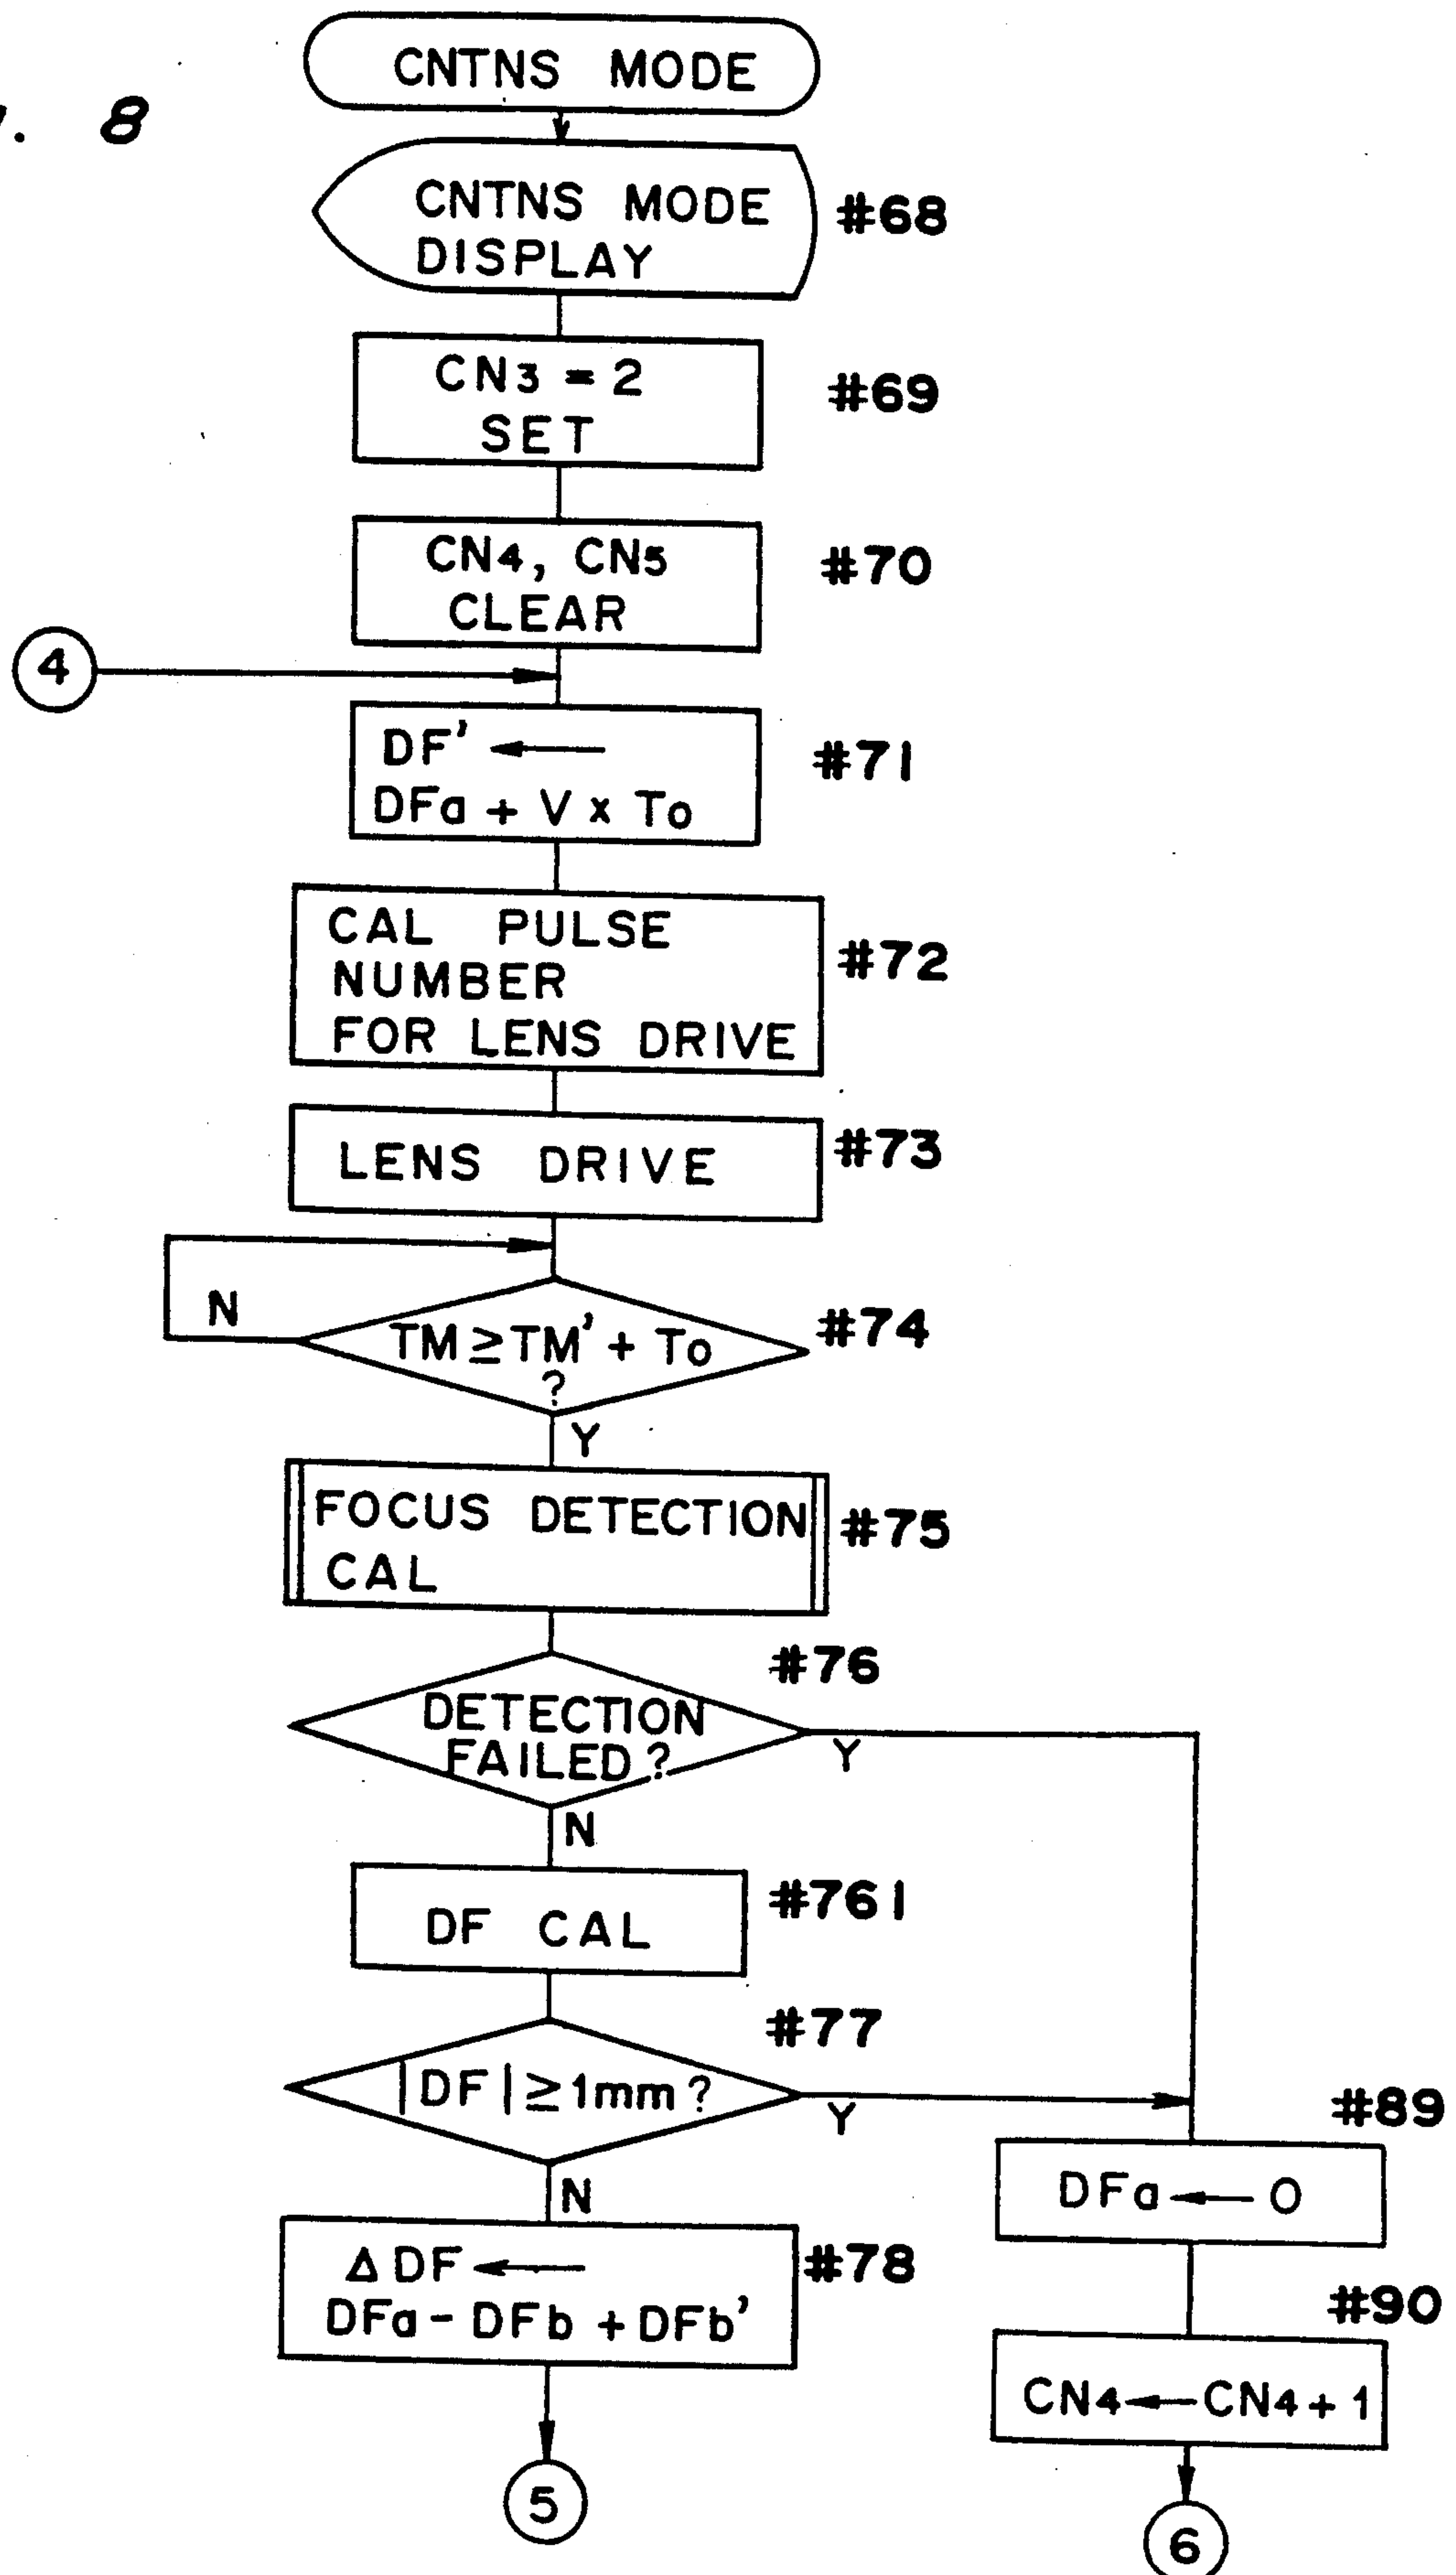 . 8
CNTNS MODE
CNTNS MODE
DISPLAY
#68
CN3 = 2
SET
#69
CN4, CN5
CLEAR
#70
4
DF' ←
DFa + V x To
#71
CAL PULSE
NUMBER
FOR LENS DRIVE
#72
LENS DRIVE
#73
N
TM ≥ TM' + To
?
#74
Y
FOCUS DETECTION
CAL
#75
#76
DETECTION
FAILED ?
Y
N
DF CAL
#761
#77
|DF| ≥ 1mm ?
Y
N
#89
DFa ← 0
Δ DF ←
DFa - DFb + DFb'
#78
#90
CN4 ← CN4 + 1
5
6